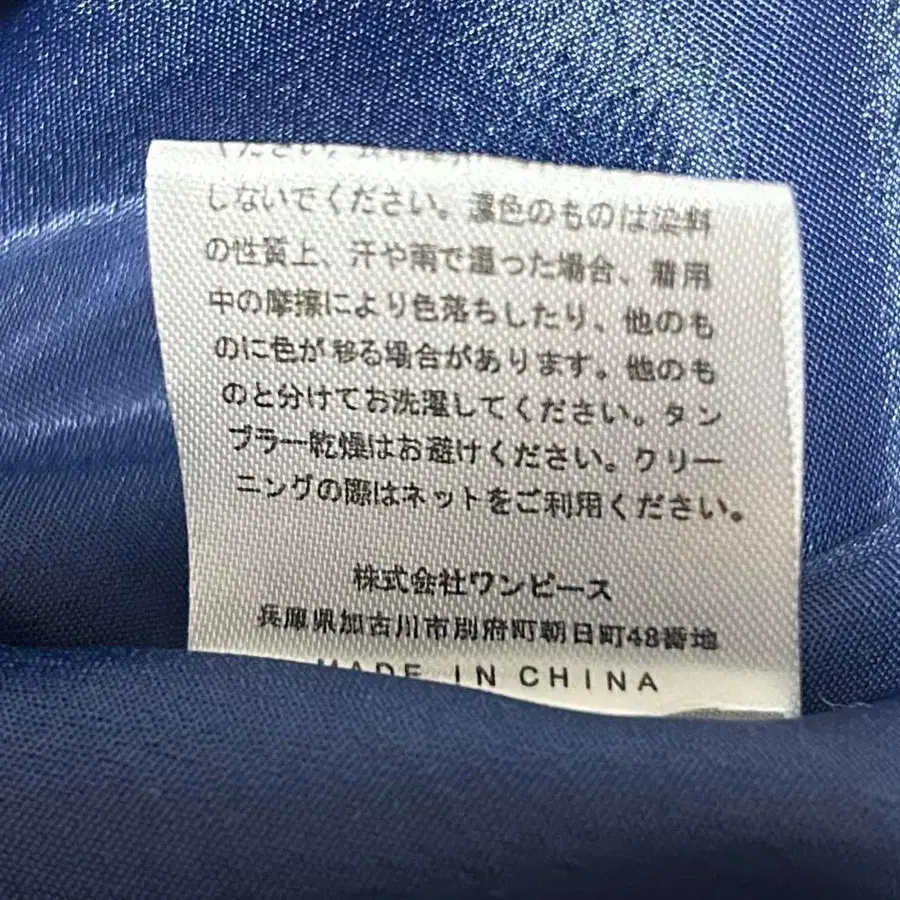 ください。
しないでください。濃色のものは染料
の性質上、汗や雨で湿った場合、着用
中の摩擦により色落ちしたり、他のも
のに色が移る場合があります。他のも
のと分けてお洗濯してください。タン
ブラー乾燥はお避けください。クリー
ニングの際はネットをご利用ください。
株式会社ワンピース
兵庫県加古川市別府町朝日町48番地
MADE IN CHINA